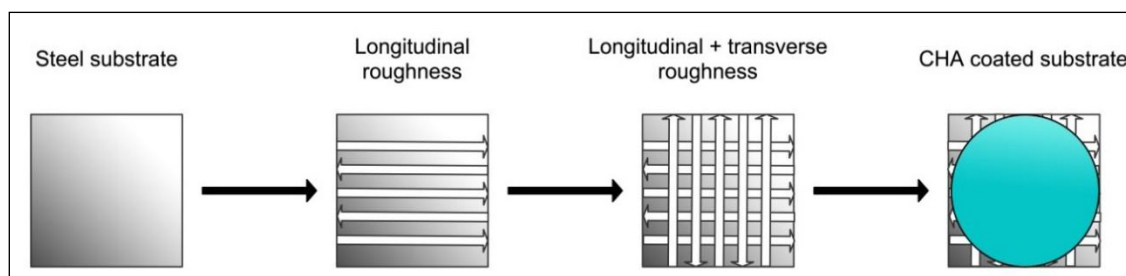 Steel substrate
Longitudinal
roughness
Longitudinal + transverse
roughness
CHA coated substrate